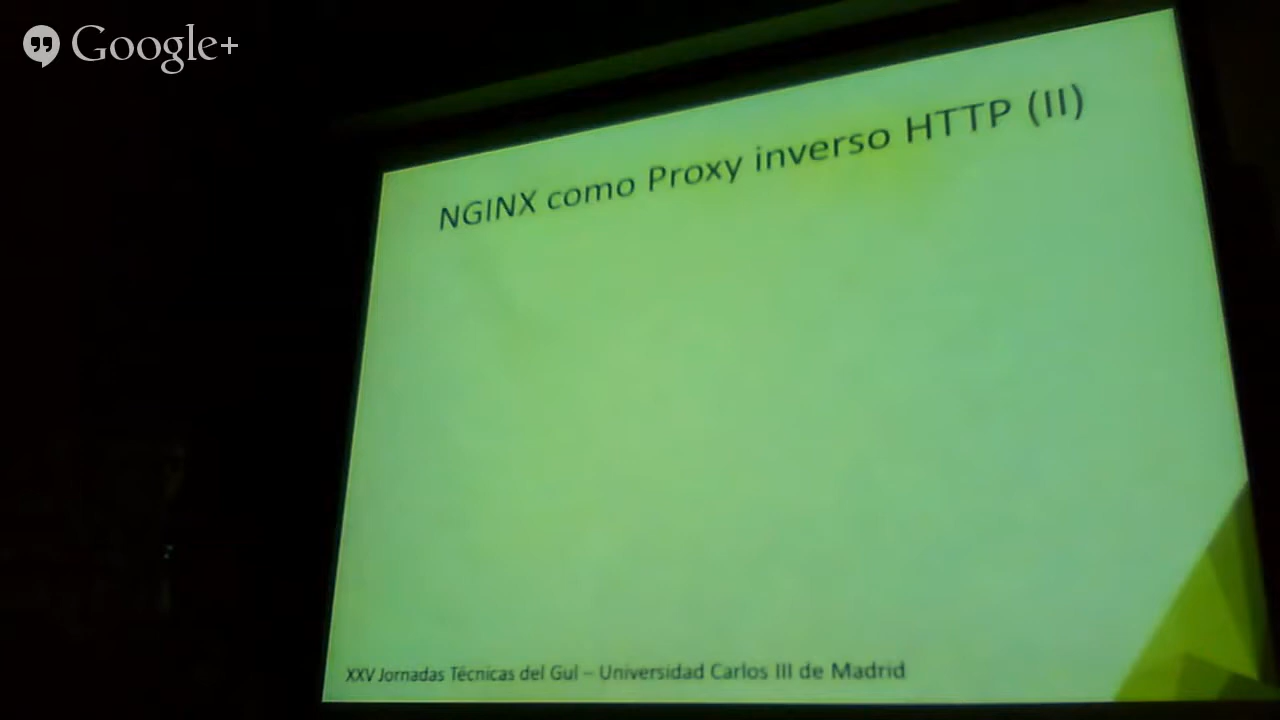 Google+
NGINX como Proxy inverso HTTP (II)
XXV Jornadas Técnicas del Gul – Universidad Carlos III de Madrid